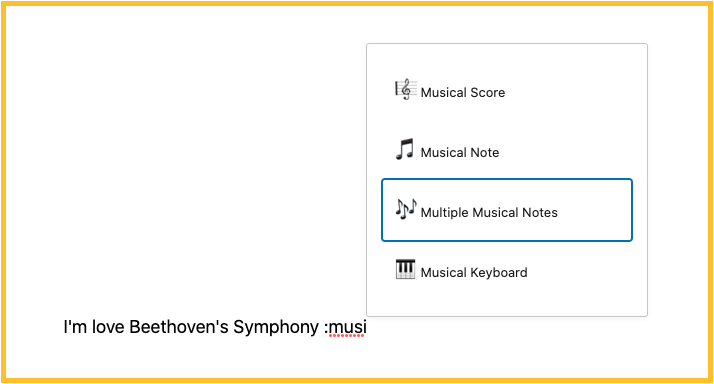 Musical Score
Musical Note
Multiple Musical Notes
Musical Keyboard
I'm love Beethoven's Symphony :musi